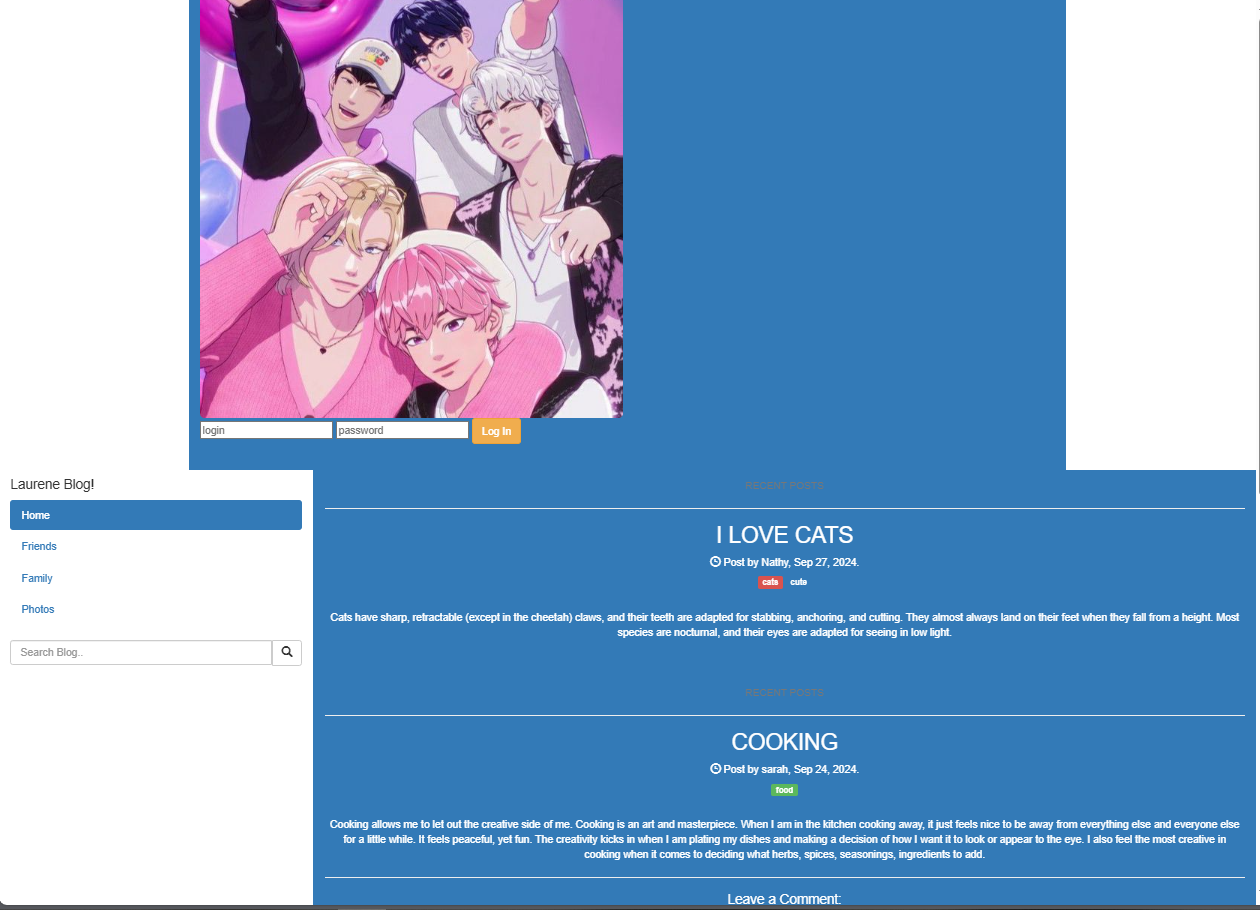 login
password
Log In
Laurene Blog!
Home
Friends
Family
Photos
Search Blog..
RECENT POSTS
I LOVE CATS
Post by Nathy, Sep 27, 2024.
cats cute
Cats have sharp, retractable (except in the cheetah) claws, and their teeth are adapted for stabbing, anchoring, and cutting. They almost always land on their feet when they fall from a height. Most
species are nocturnal, and their eyes are adapted for seeing in low light.
RECENT POSTS
COOKING
Post by sarah, Sep 24, 2024.
food
Cooking allows me to let out the creative side of me. Cooking is an art and masterpiece. When I am in the kitchen cooking away, it just feels nice to be away from everything else and everyone else
for a little while. It feels peaceful, yet fun. The creativity kicks in when I am plating my dishes and making a decision of how I want it to look or appear to the eye. I also feel the most creative in
cooking when it comes to deciding what herbs, spices, seasonings, ingredients to add.
Leave a Comment: